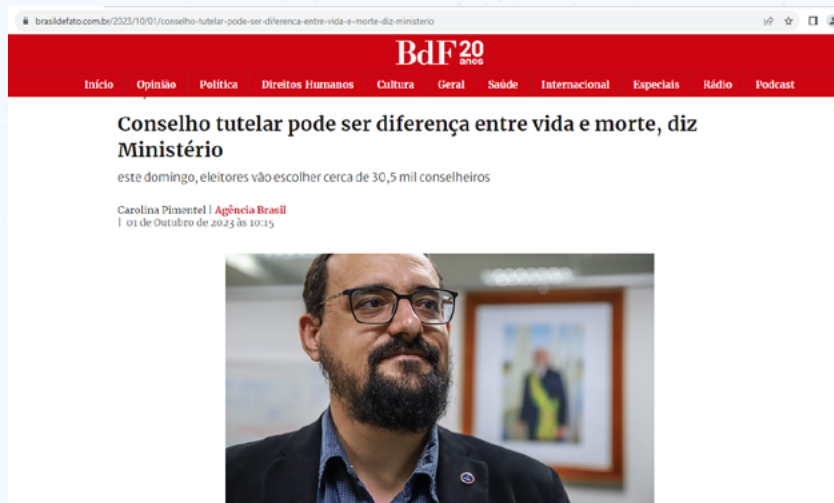 brasildefato.com.br/2023/10/01/conselho-tutelar-pode-ser-diferenca-entre-vida-e-morte-diz-ministerio
BdF 20 anos
Início Opinião Política Direitos Humanos Cultura Geral Saúde Internacional Especiais Rádio Podcast
Conselho tutelar pode ser diferença entre vida e morte, diz
Ministério
este domingo, eleitores vão escolher cerca de 30,5 mil conselheiros
Carolina Pimentel | Agência Brasil
| 01 de Outubro de 2023 às 10:15